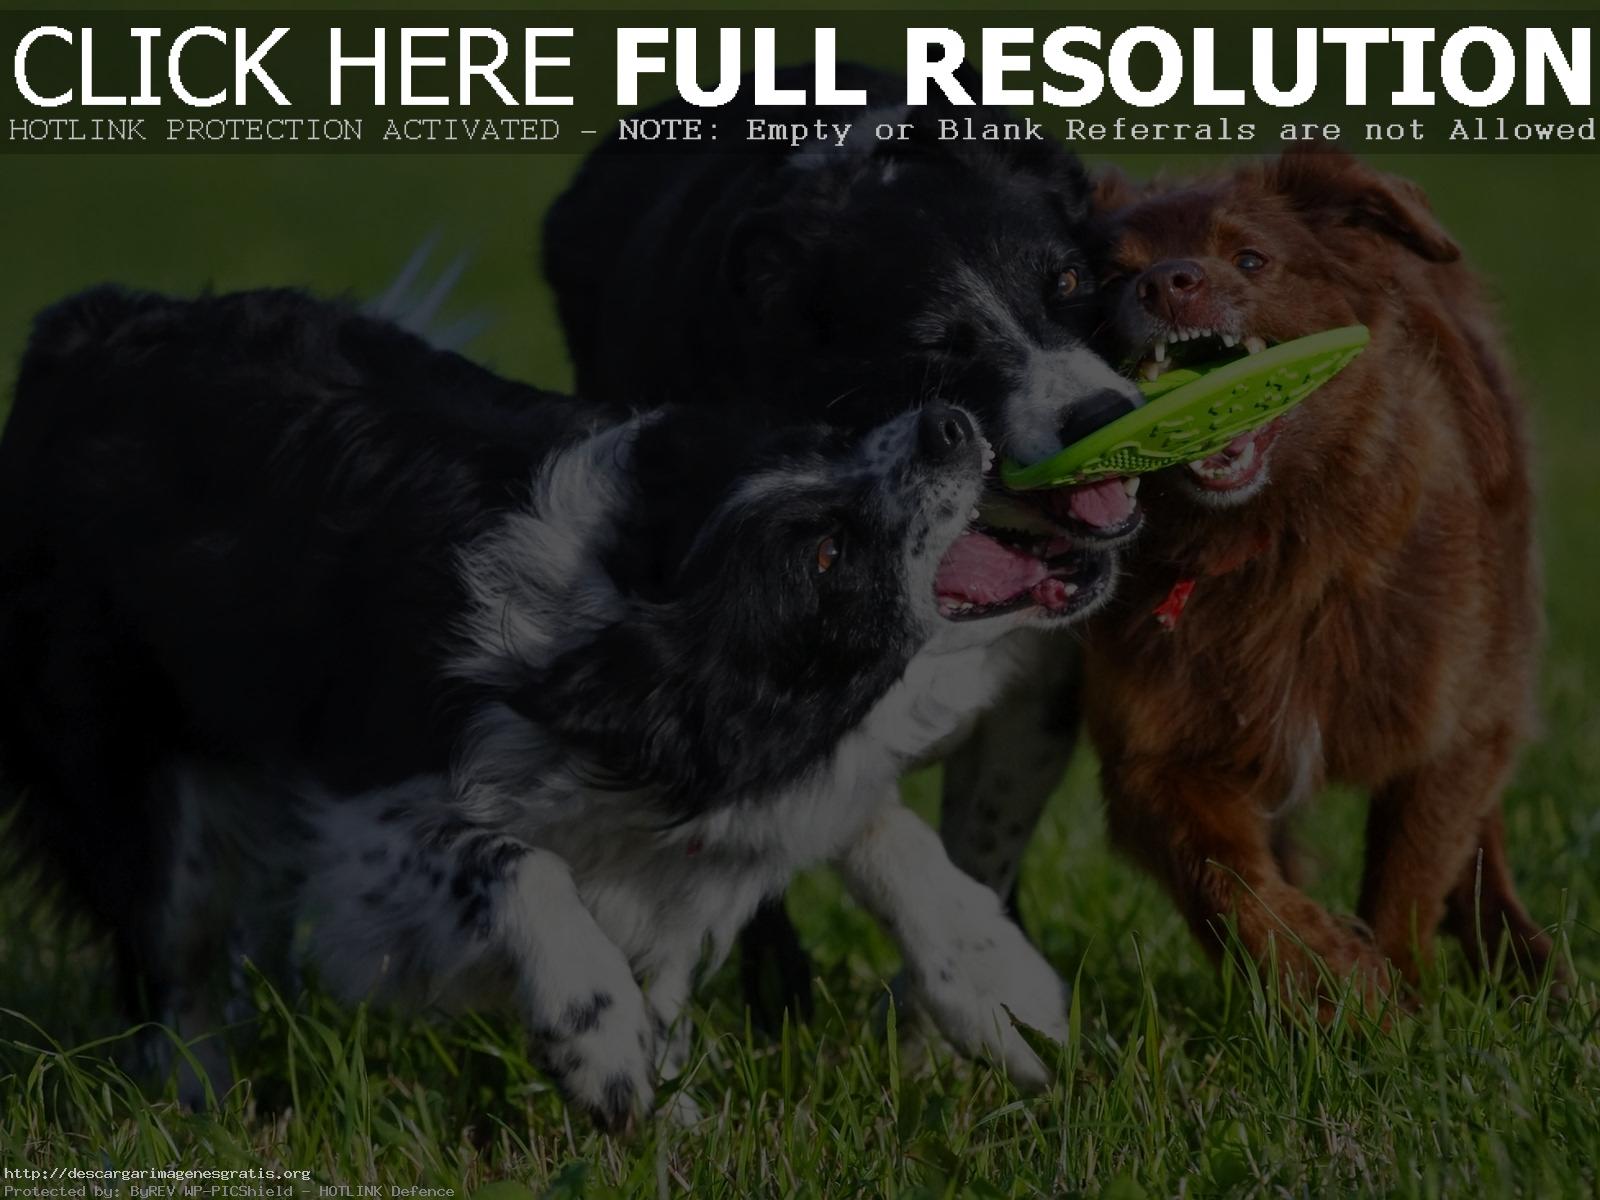 CLICK HERE FULL RESOLUTION
HOTLINK PROTECTION ACTIVATED - NOTE: Empty or Blank Referrals are not Allowed
http://descargarimagenesgratis.org
Protected by: ByREV WP-PICShield - HOTLINK Defence